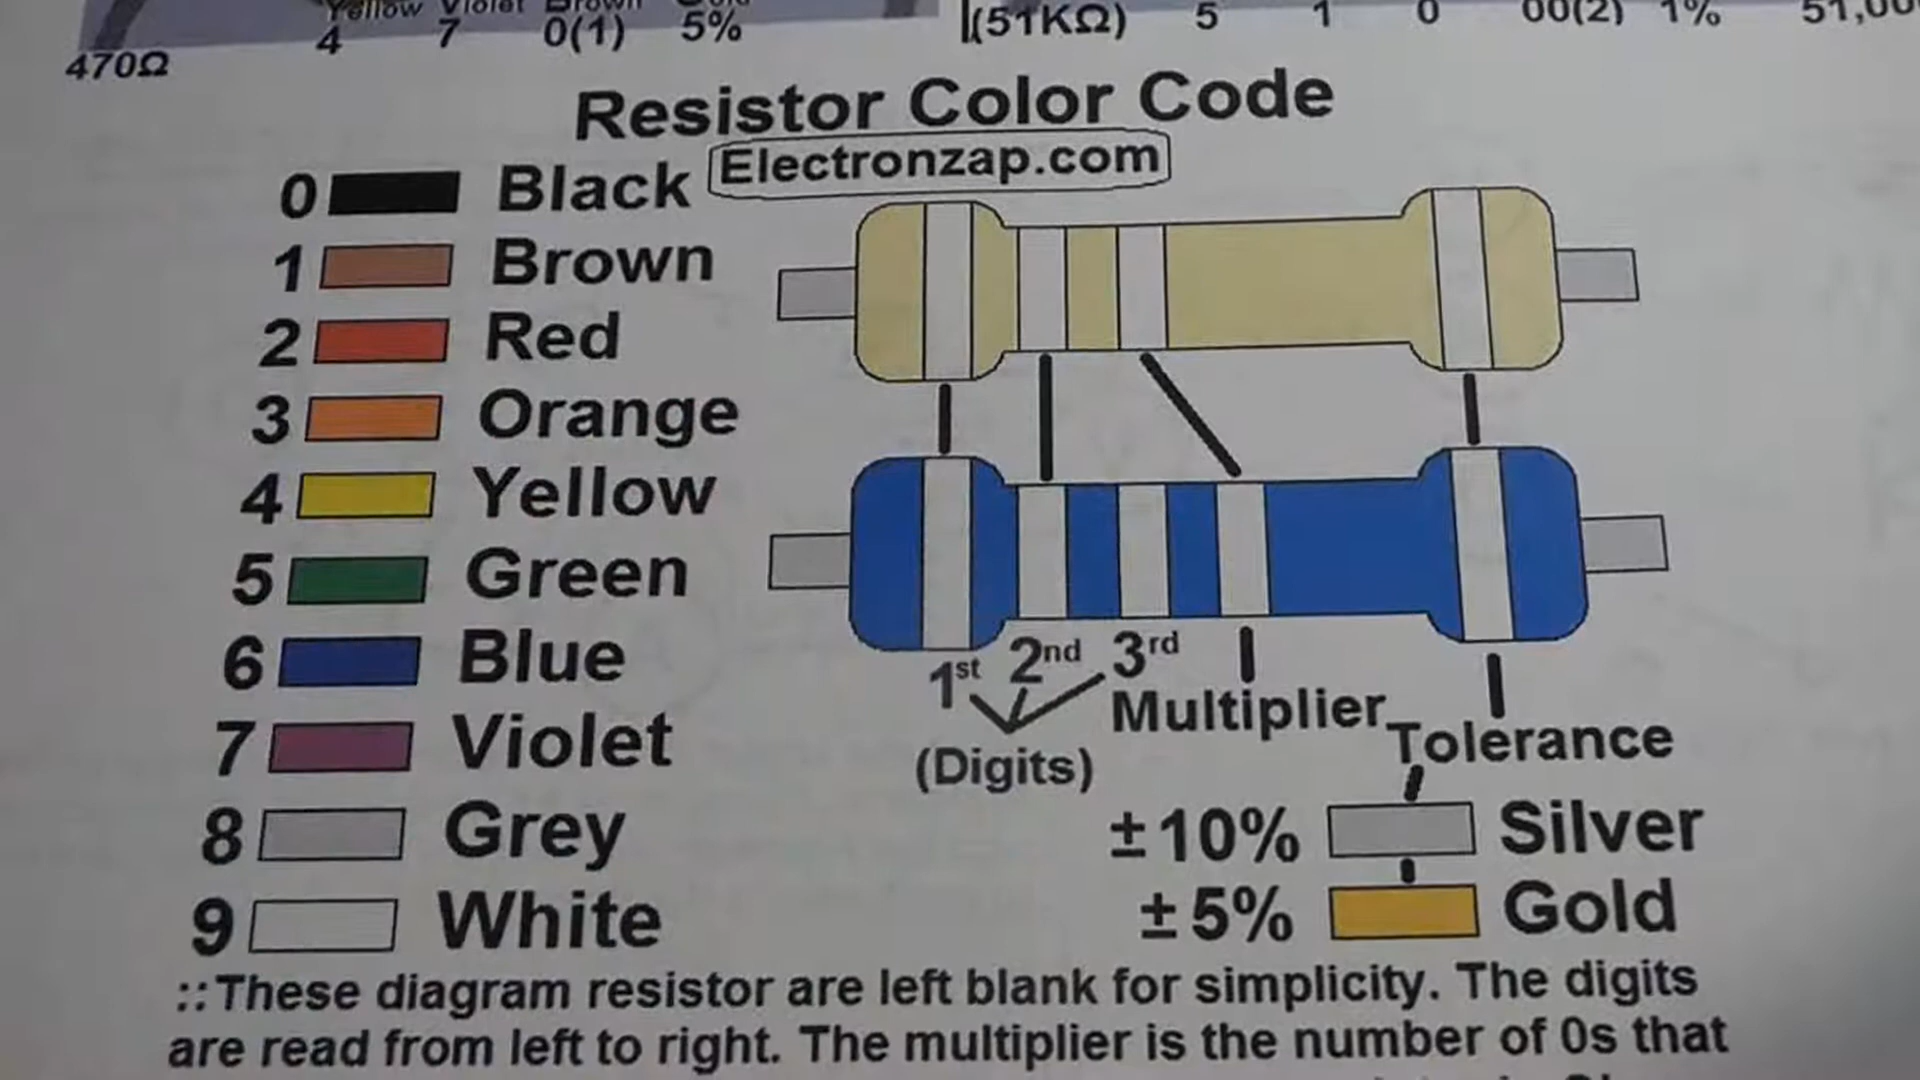 Yellow Violet Brown
4 7 0(1) 5%
470Ω
(51KΩ) 5 1 0 00(2) 1%
Resistor Color Code
Electronzap.com
0 Black
1 Brown
2 Red
3 Orange
4 Yellow
5 Green
6 Blue
7 Violet
8 Grey
9 White
1st 2nd 3rd
(Digits)
Multiplier
Tolerance
±10% Silver
±5% Gold
::These diagram resistor are left blank for simplicity. The digits
are read from left to right. The multiplier is the number of 0s that